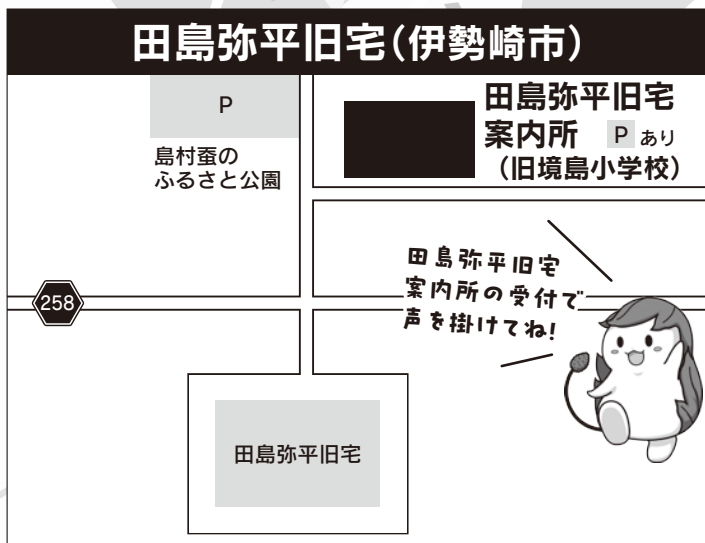 田島弥平旧宅(伊勢崎市)
P
島村蚕の
ふるさと公園
田島弥平旧宅
案内所 P あり
(旧境島小学校)
田島弥平旧宅
案内所の受付で
声を掛けてね!
258
田島弥平旧宅